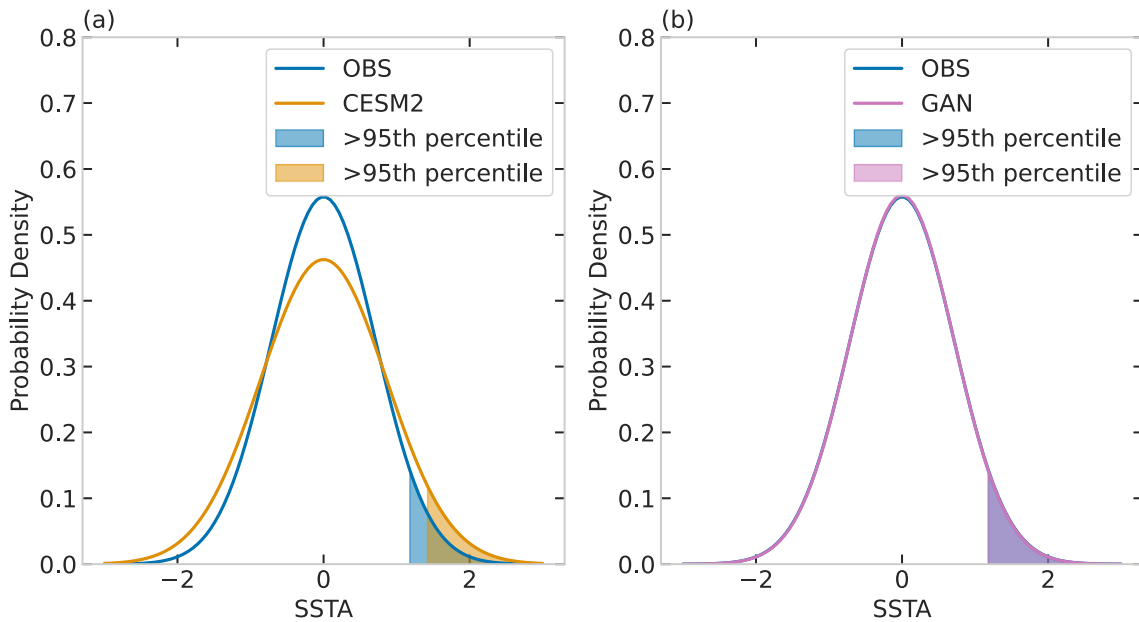 (a)
0.8
0.7
0.6
0.5
0.4
0.3
0.2
0.1
0.0
Probability Density
−2
0
2
SSTA
OBS
CESM2
>95th percentile
>95th percentile
(b)
0.8
0.7
0.6
0.5
0.4
0.3
0.2
0.1
0.0
Probability Density
−2
0
2
SSTA
OBS
GAN
>95th percentile
>95th percentile